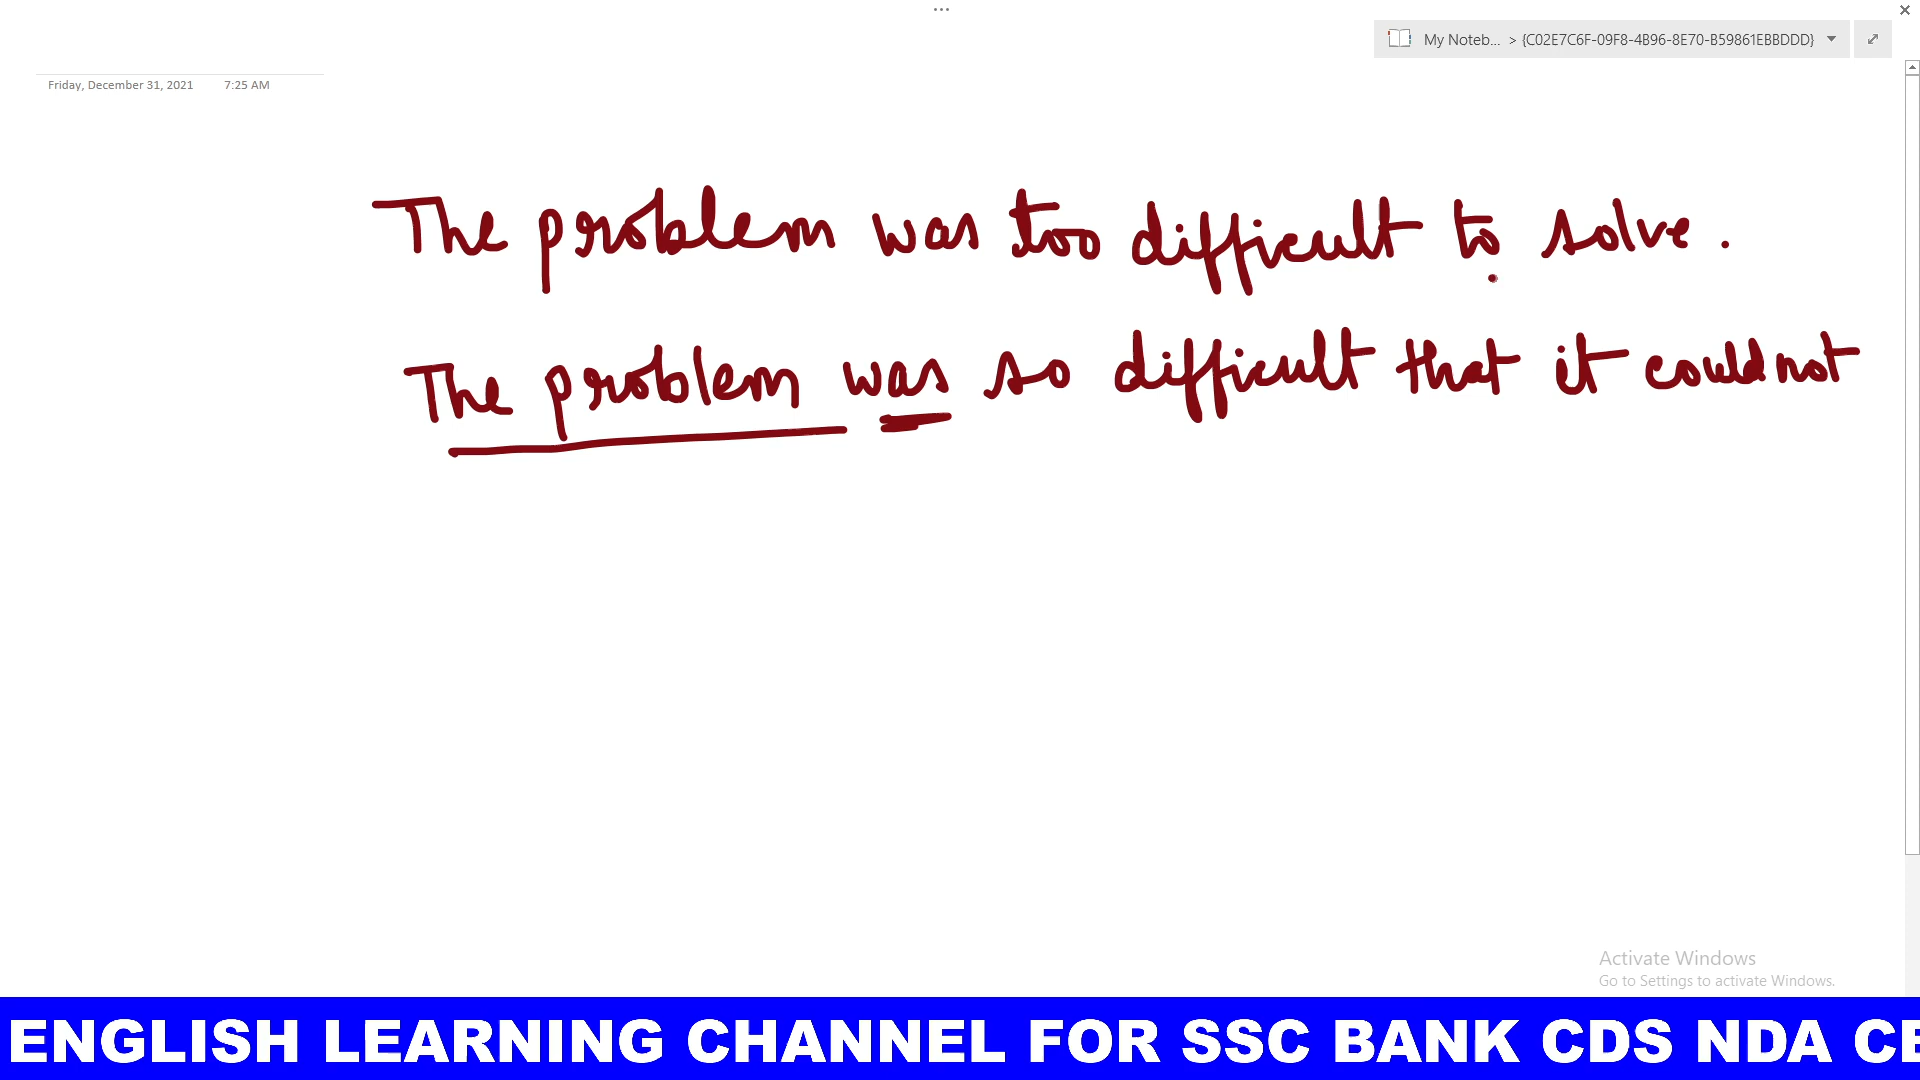 ...
My Noteb... > {C02E7C6F-09F8-4B96-8E70-B59861EBBDDD}
Friday, December 31, 2021 7:25 AM
The problem was too difficult to solve.
The problem was so difficult that it could not
Activate Windows
Go to Settings to activate Windows.
ENGLISH LEARNING CHANNEL FOR SSC BANK CDS NDA CE